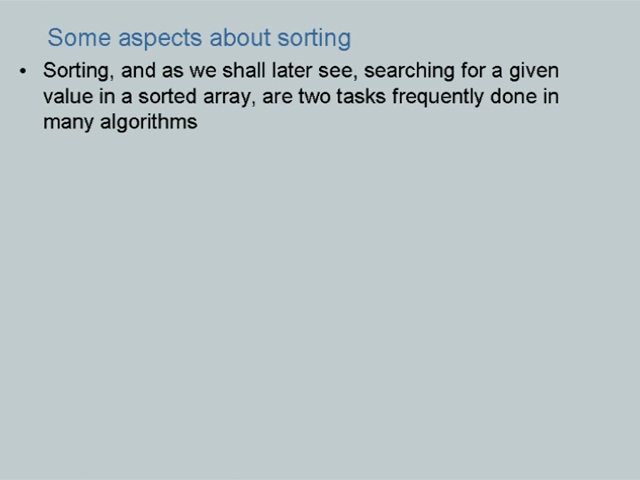 Some aspects about sorting
• Sorting, and as we shall later see, searching for a given
value in a sorted array, are two tasks frequently done in
many algorithms